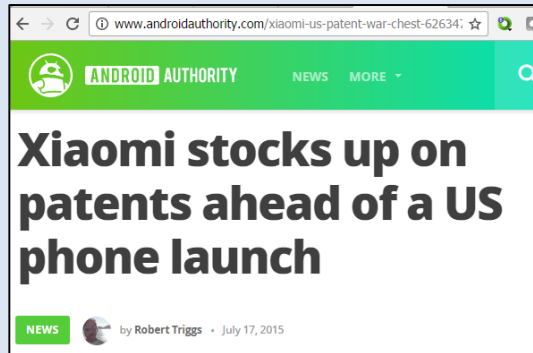 www.androidauthority.com/xiaomi-us-patent-war-chest-626347
ANDROID AUTHORITY NEWS MORE
Xiaomi stocks up on
patents ahead of a US
phone launch
NEWS by Robert Triggs • July 17, 2015